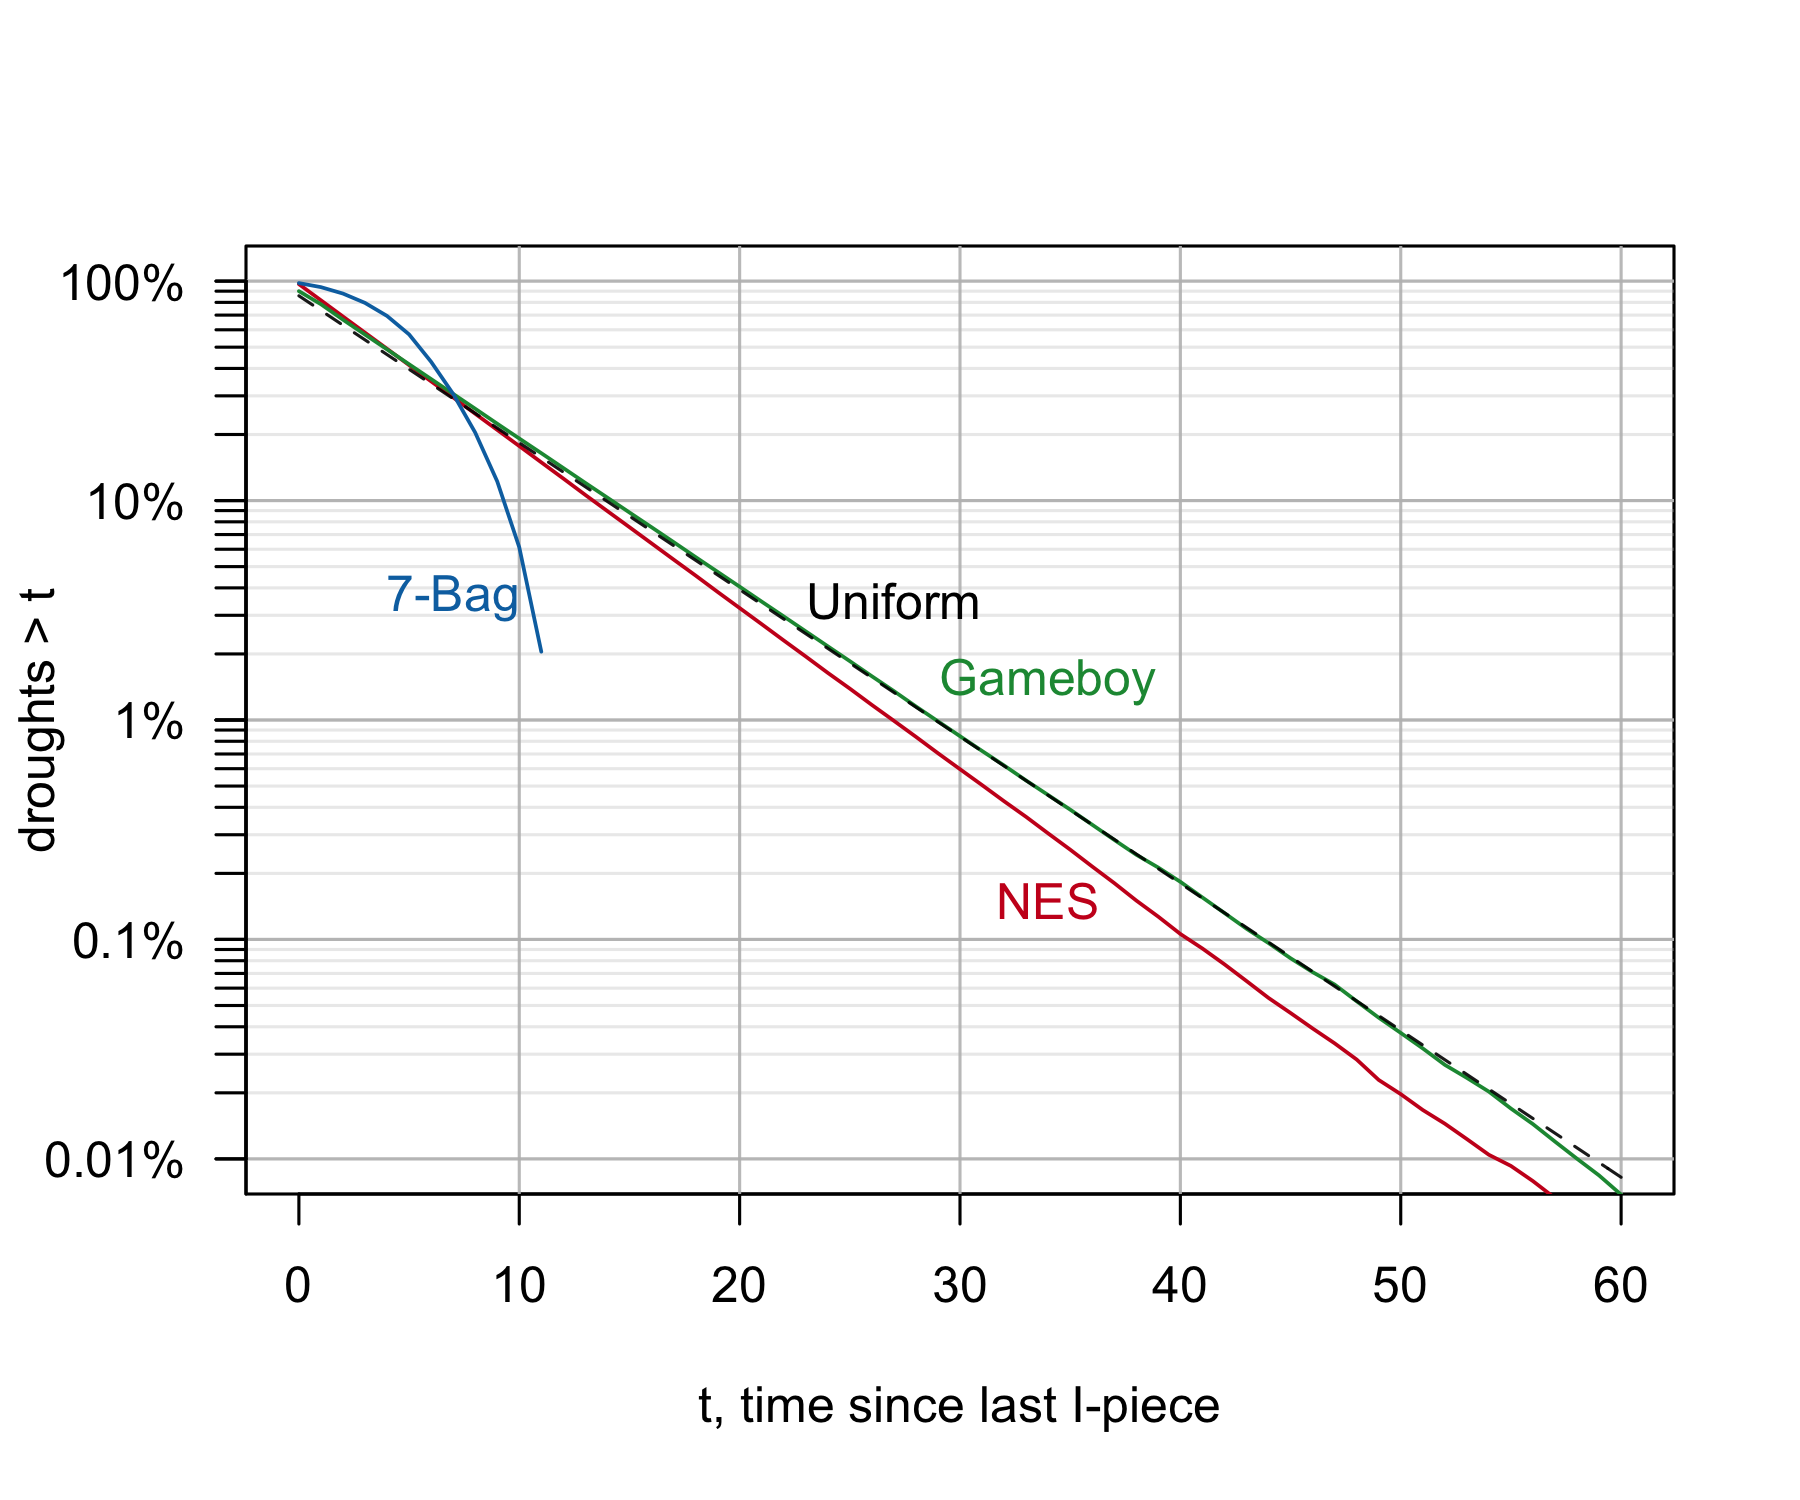 100%
10%
1%
0.1%
0.01%
droughts > t
7-Bag
Uniform
Gameboy
NES
0 10 20 30 40 50 60
t, time since last I-piece